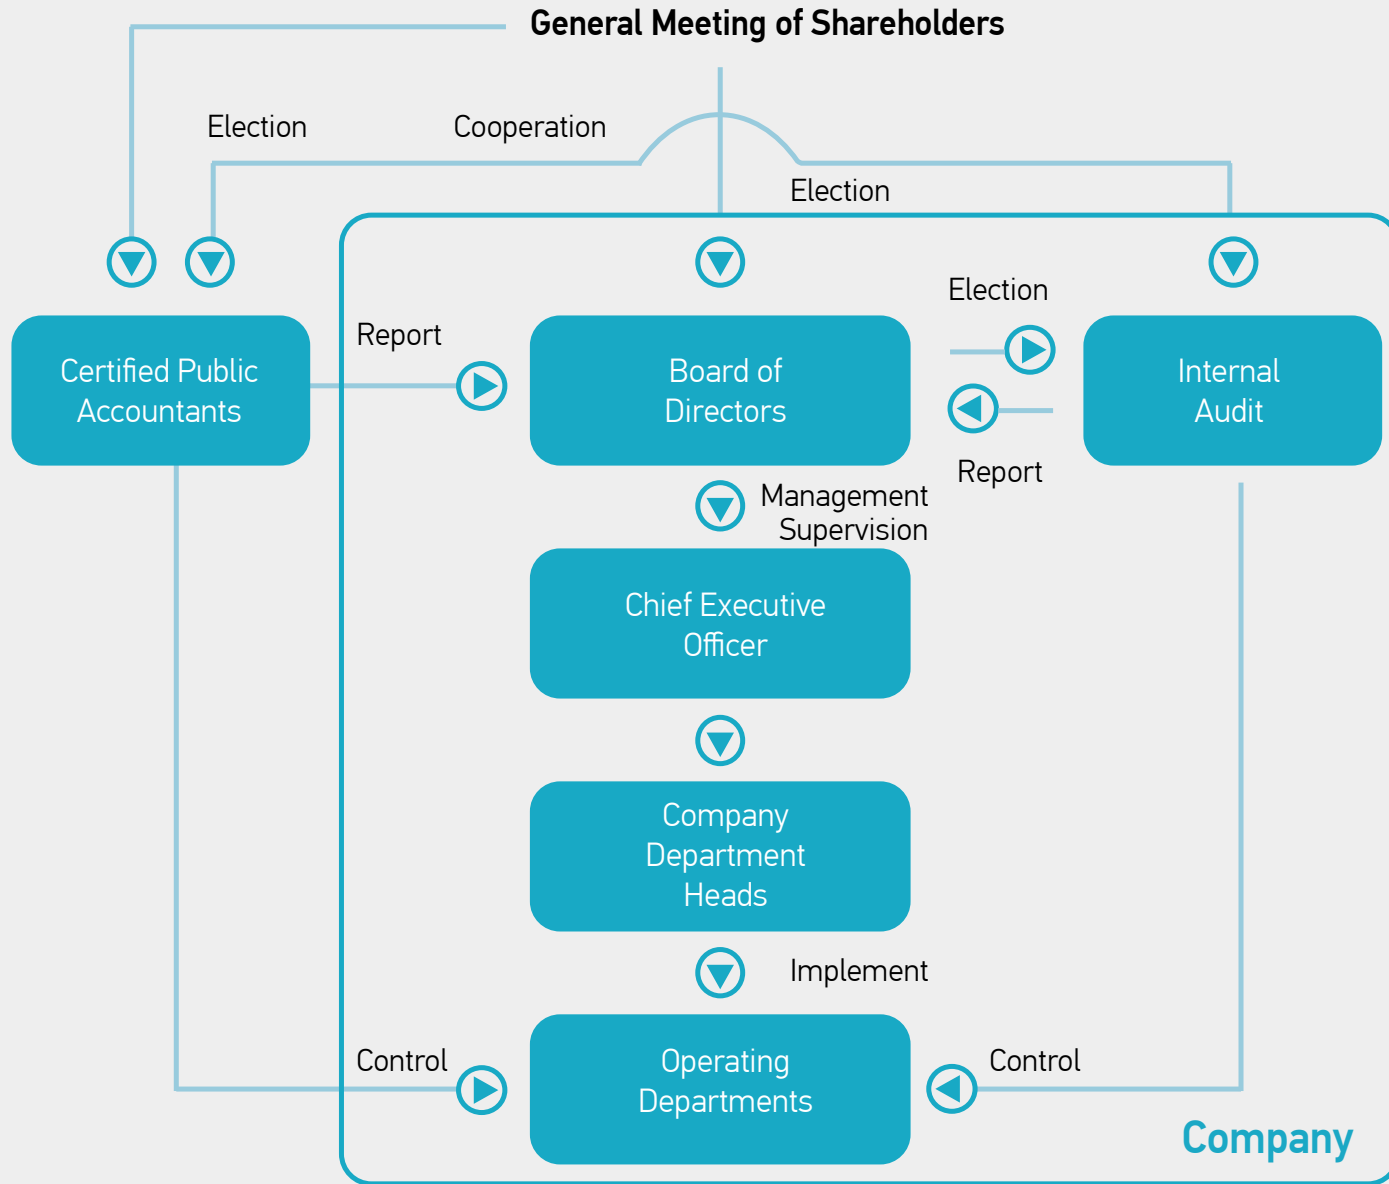 General Meeting of Shareholders
Election
Cooperation
Election
Election
Report
Certified Public
Accountants
Board of
Directors
Internal
Audit
Report
Management
Supervision
Chief Executive
Officer
Company
Department
Heads
Implement
Control
Operating
Departments
Control
Company